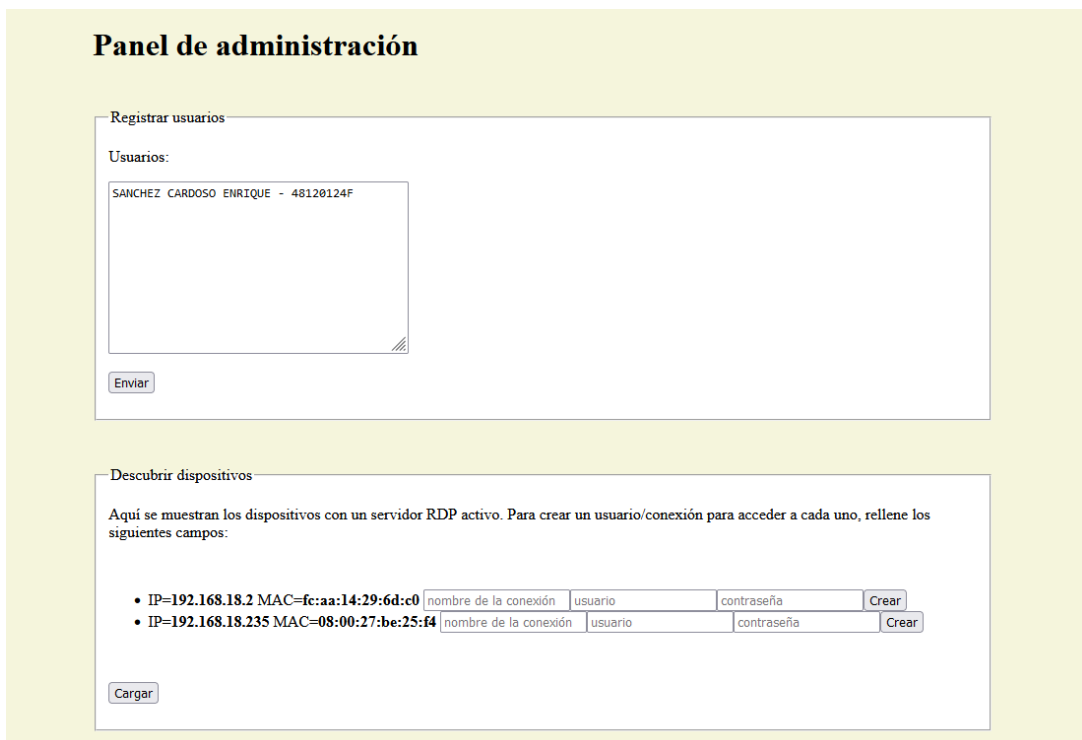 Panel de administración
Registrar usuarios
Usuarios:
SANCHEZ CARDOSO ENRIQUE - 48120124F
Enviar
Descubrir dispositivos
Aquí se muestran los dispositivos con un servidor RDP activo. Para crear un usuario/conexión para acceder a cada uno, rellene los
siguientes campos:
• IP=192.168.18.2 MAC=fc:aa:14:29:6d:c0 nombre de la conexión usuario contraseña Crear
• IP=192.168.18.235 MAC=08:00:27:be:25:f4 nombre de la conexión usuario contraseña Crear
Cargar